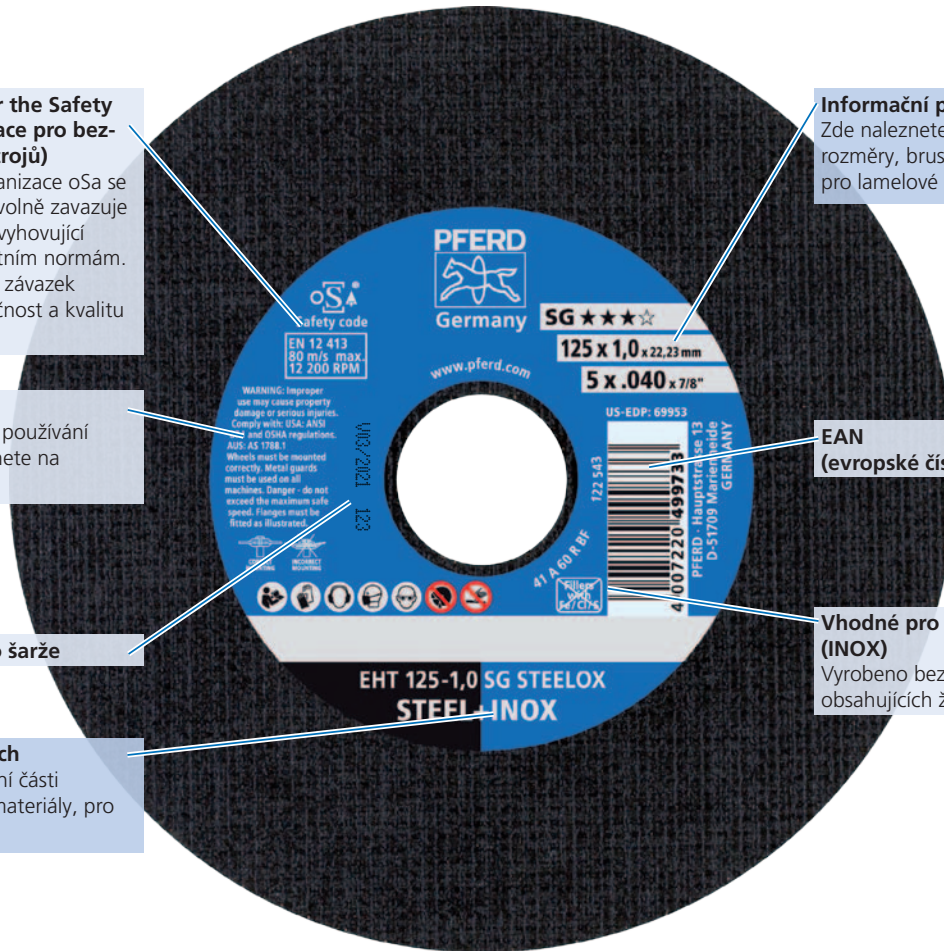 r the Safety
ace pro bez-
trojů)
anizace oSa se
volně zavazuje
vyhovující
tním normám.
závazek
čnost a kvalitu
používání
nete na
o šarže
ch
ní části
materiály, pro
Informační p
Zde naleznete
rozměry, brus
pro lamelové
EAN
(evropské čís
Vhodné pro
(INOX)
Vyrobeno bez
obsahujících ž
PFERD
Germany
www.pferd.com
oSa
Safety code
EN 12 413
80 m/s max.
12 200 RPM
WARNING: Improper
use may cause property
damage or serious injuries.
Comply with: USA: ANSI
and OSHA regulations.
AUS: AS 1788.1
Wheels must be mounted
correctly. Metal guards
must be used on all
machines. Danger - do not
exceed the maximum safe
speed. Flanges must be
fitted as illustrated.
MOUNTING
INCORRECT
MOUNTING
V03/2021 123
SG ★★★☆
125 x 1,0 x 22,23 mm
5 x .040 x 7/8"
US-EDP: 69953
122 543
4 007220 499733
PFERD · Hauptstrasse 13
D-51709 Marienheide
GERMANY
41 A 60 R BF
Fillers
with
Fe/Cl/S
EHT 125-1,0 SG STEELOX
STEEL+INOX